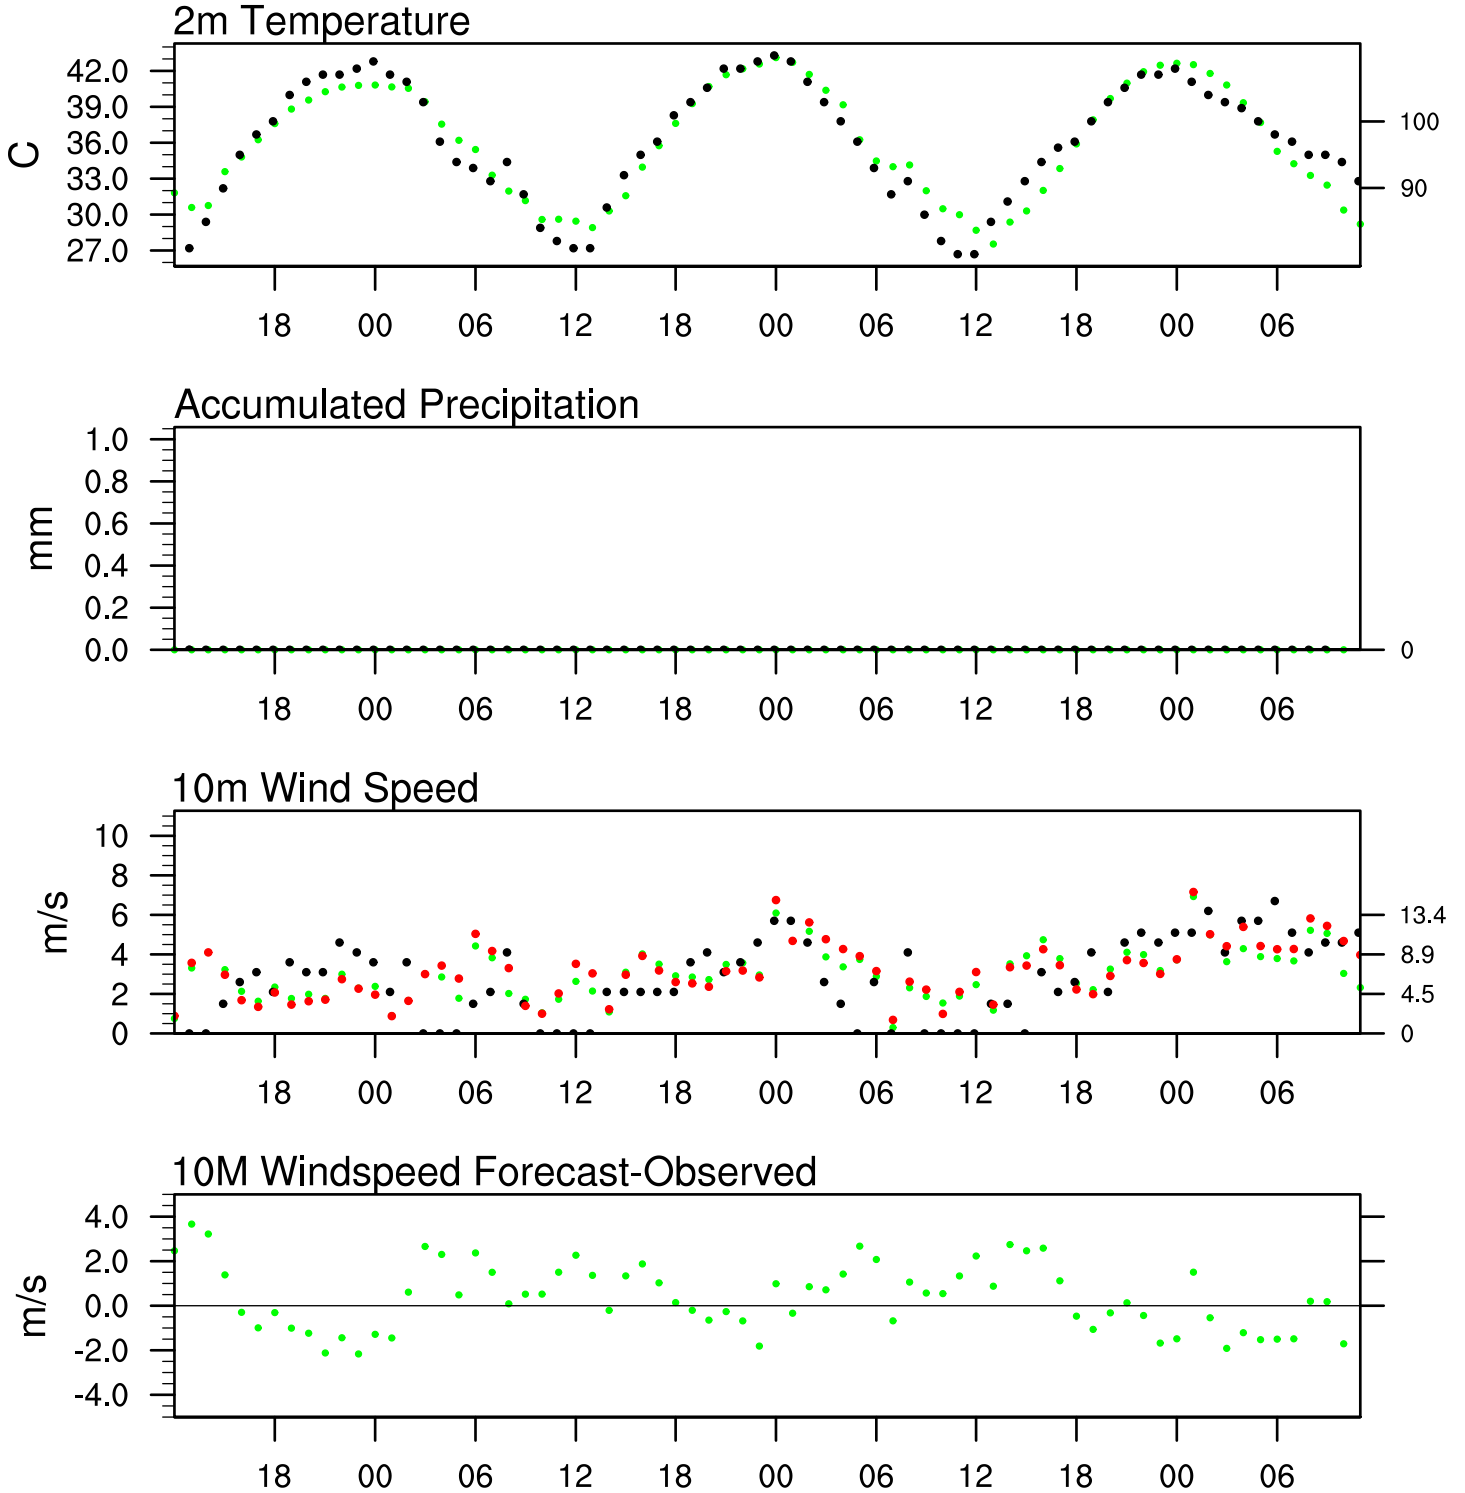 2m Temperature
42.0
39.0
36.0
33.0
30.0
27.0
C
100
90
18 00 06 12 18 00 06 12 18 00 06
Accumulated Precipitation
1.0
0.8
0.6
0.4
0.2
0.0
mm
0
18 00 06 12 18 00 06 12 18 00 06
10m Wind Speed
10
8
6
4
2
0
m/s
13.4
8.9
4.5
0
18 00 06 12 18 00 06 12 18 00 06
10M Windspeed Forecast-Observed
4.0
2.0
0.0
-2.0
-4.0
m/s
18 00 06 12 18 00 06 12 18 00 06